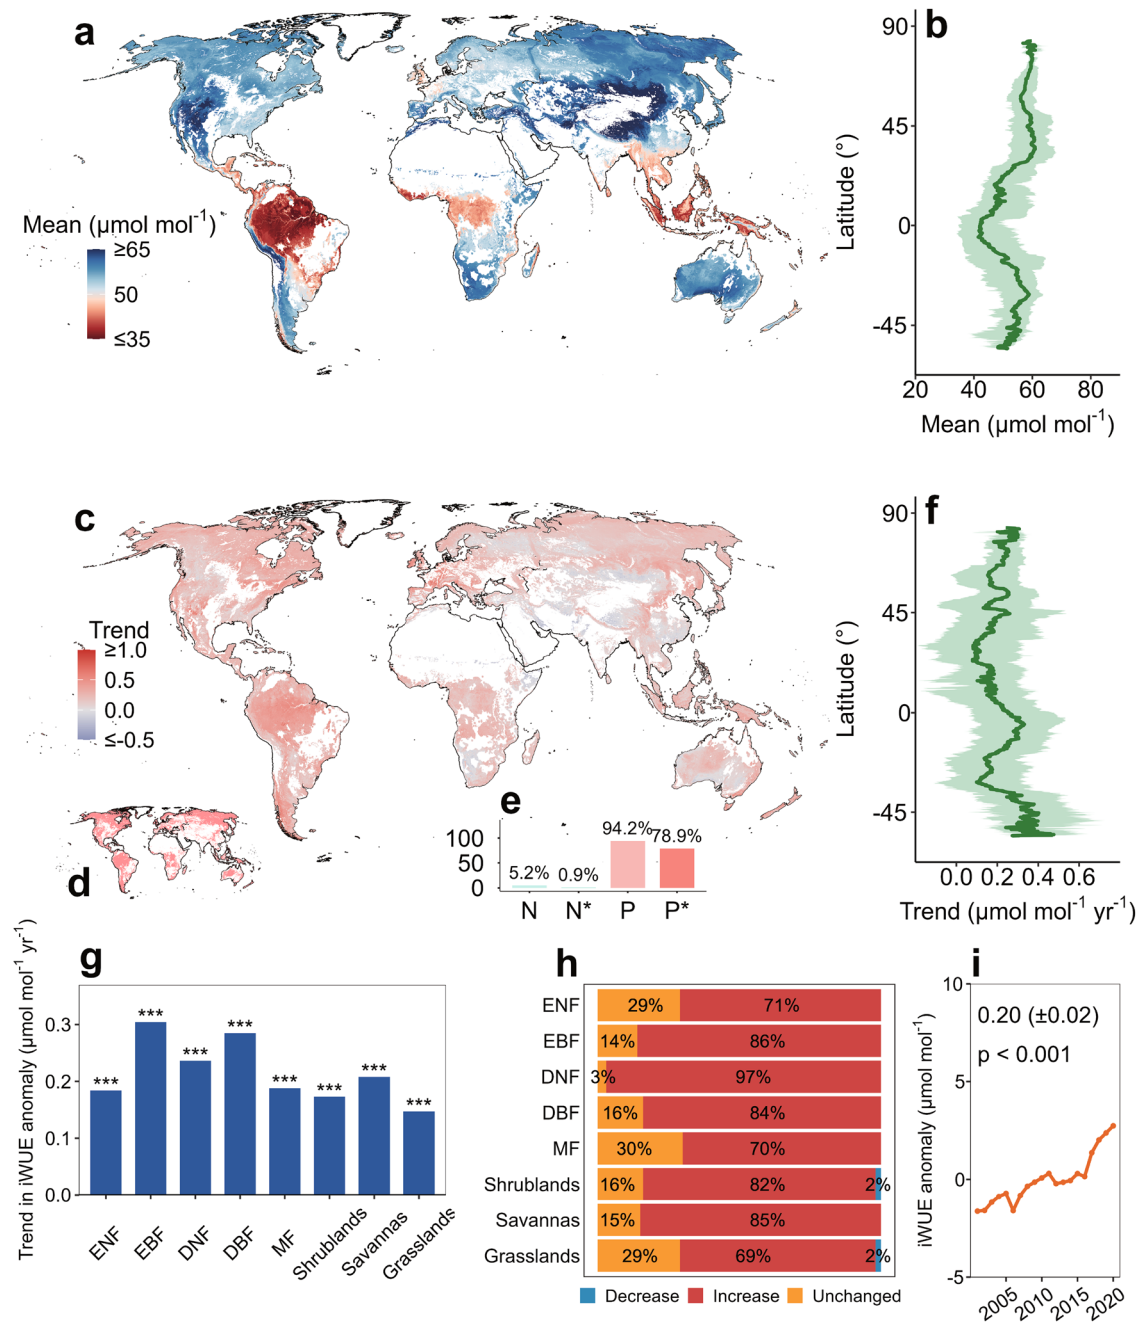 a
Mean (μmol mol⁻¹)
≥65
50
≤35
b
90
45
0
-45
Latitude (°)
20 40 60 80
Mean (μmol mol⁻¹)
c
Trend
≥1.0
0.5
0.0
≤-0.5
d
e
100
50
0
5.2% 0.9% 94.2% 78.9%
N N* P P*
f
90
45
0
-45
Latitude (°)
0.0 0.2 0.4 0.6
Trend (μmol mol⁻¹ yr⁻¹)
g
Trend in iWUE anomaly (μmol mol⁻¹ yr⁻¹)
0.3
0.2
0.1
0.0
*** *** *** *** *** *** *** ***
ENF EBF DNF DBF MF Shrublands Savannas Grasslands
h
ENF 29% 71%
EBF 14% 86%
DNF 3% 97%
DBF 16% 84%
MF 30% 70%
Shrublands 16% 82% 2%
Savannas 15% 85%
Grasslands 29% 69% 2%
Decrease Increase Unchanged
i
iWUE anomaly (μmol mol⁻¹)
10
5
0
-5
0.20 (±0.02)
p < 0.001
2005 2010 2015 2020